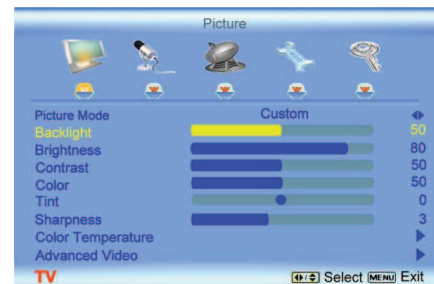 Picture
Picture Mode Custom
Backlight 50
Brightness 80
Contrast 50
Color 50
Tint 0
Sharpness 3
Color Temperature
Advanced Video
TV Select MENU Exit